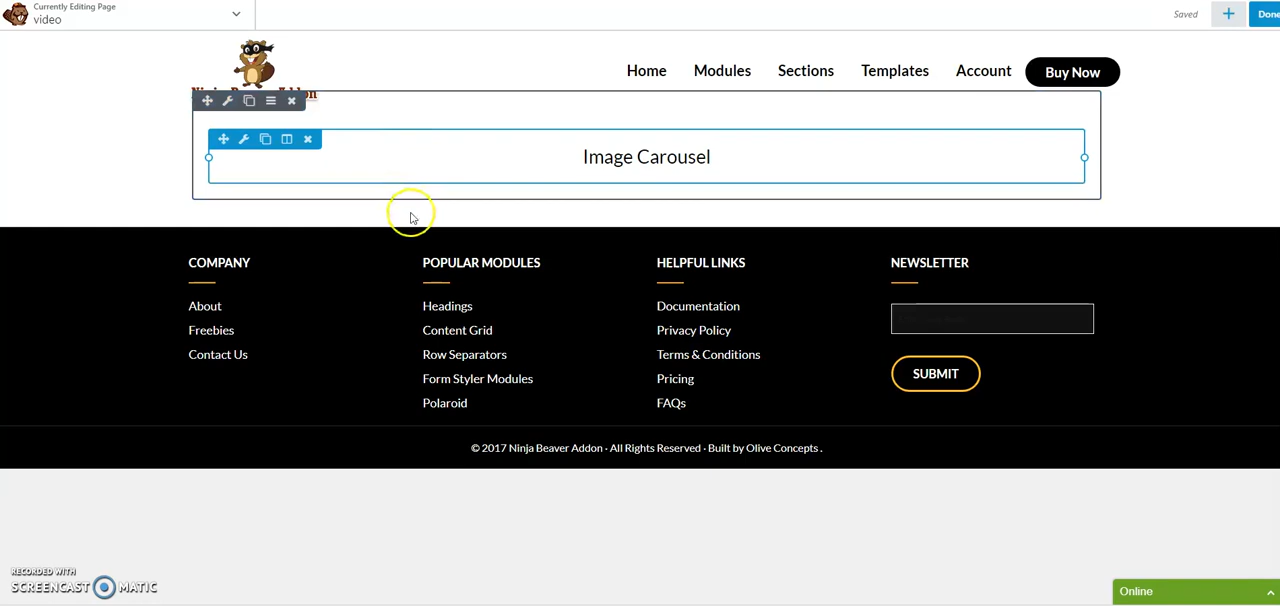 Currently Editing Page
video
Saved
Done
Home
Modules
Sections
Templates
Account
Buy Now
Image Carousel
COMPANY
About
Freebies
Contact Us
POPULAR MODULES
Headings
Content Grid
Row Separators
Form Styler Modules
Polaroid
HELPFUL LINKS
Documentation
Privacy Policy
Terms & Conditions
Pricing
FAQs
NEWSLETTER
SUBMIT
© 2017 Ninja Beaver Addon · All Rights Reserved · Built by Olive Concepts .
RECORDED WITH
SCREENCAST MATIC
Online